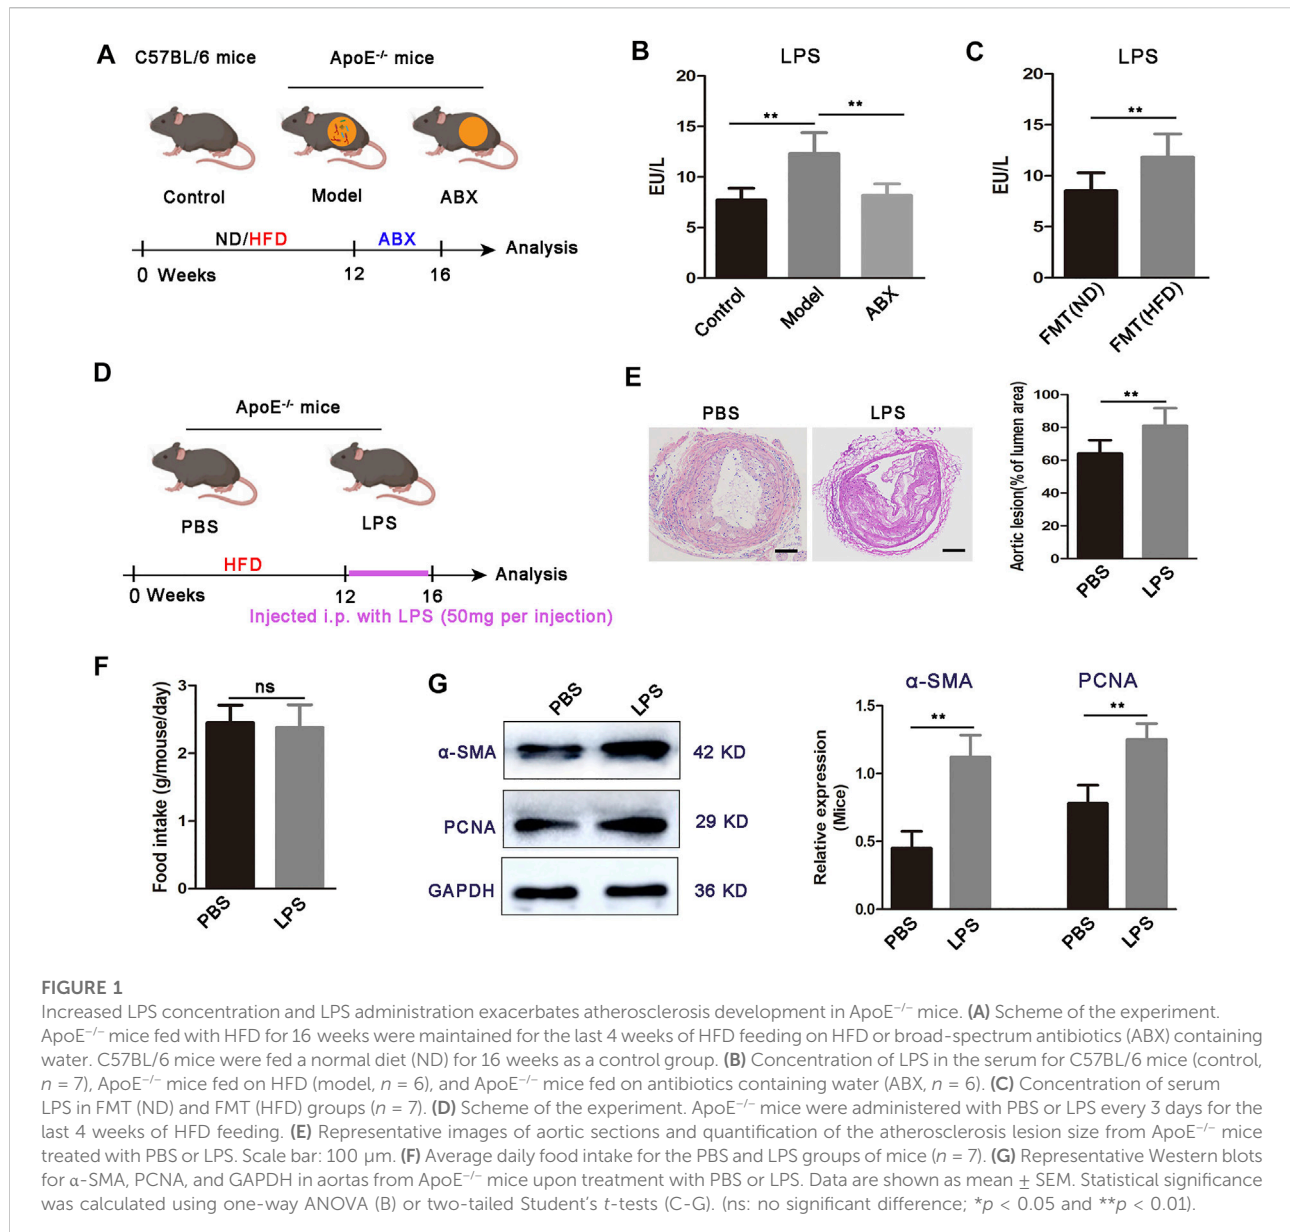 A
C57BL/6 mice
ApoE-/- mice
Control
Model
ABX
ND/HFD
ABX
Analysis
0 Weeks
12
16
B
LPS
EU/L
20
15
10
5
0
**
**
Control
Model
ABX
C
LPS
EU/L
20
15
10
5
0
**
FMT(ND)
FMT(HFD)
D
ApoE-/- mice
PBS
LPS
HFD
Analysis
0 Weeks
12
16
Injected i.p. with LPS (50mg per injection)
E
PBS
LPS
Aortic lesion(% of lumen area)
100
80
60
40
20
0
**
PBS
LPS
F
Food intake (g/mouse/day)
3
2
1
0
ns
PBS
LPS
G
PBS
LPS
α-SMA
42 KD
PCNA
29 KD
GAPDH
36 KD
α-SMA
PCNA
Relative expression
(Mice)
1.5
1.0
0.5
0.0
**
**
PBS
LPS
PBS
LPS
FIGURE 1
Increased LPS concentration and LPS administration exacerbates atherosclerosis development in ApoE−/− mice. (A) Scheme of the experiment.
ApoE−/− mice fed with HFD for 16 weeks were maintained for the last 4 weeks of HFD feeding on HFD or broad-spectrum antibiotics (ABX) containing
water. C57BL/6 mice were fed a normal diet (ND) for 16 weeks as a control group. (B) Concentration of LPS in the serum for C57BL/6 mice (control,
n = 7), ApoE−/− mice fed on HFD (model, n = 6), and ApoE−/− mice fed on antibiotics containing water (ABX, n = 6). (C) Concentration of serum
LPS in FMT (ND) and FMT (HFD) groups (n = 7). (D) Scheme of the experiment. ApoE−/− mice were administered with PBS or LPS every 3 days for the
last 4 weeks of HFD feeding. (E) Representative images of aortic sections and quantification of the atherosclerosis lesion size from ApoE−/− mice
treated with PBS or LPS. Scale bar: 100 μm. (F) Average daily food intake for the PBS and LPS groups of mice (n = 7). (G) Representative Western blots
for α-SMA, PCNA, and GAPDH in aortas from ApoE−/− mice upon treatment with PBS or LPS. Data are shown as mean ± SEM. Statistical significance
was calculated using one-way ANOVA (B) or two-tailed Student’s t-tests (C-G). (ns: no significant difference; *p < 0.05 and **p < 0.01).